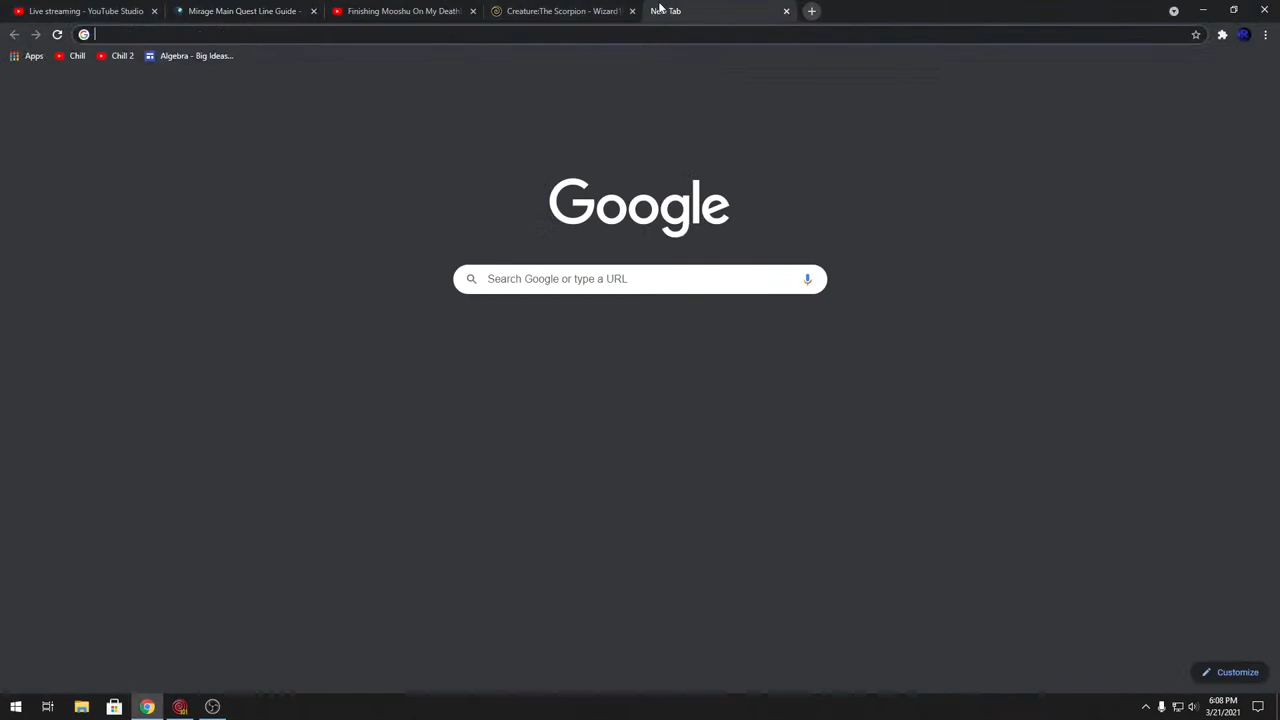 Live streaming - YouTube Studio
Mirage Main Quest Line Guide -
Finishing Mooshu On My Death
Creature:The Scorpion - Wizard
Tab
Apps
Chill
Chill 2
Algebra - Big Ideas...
Google
Search Google or type a URL
Customize
6:08 PM
3/21/2021